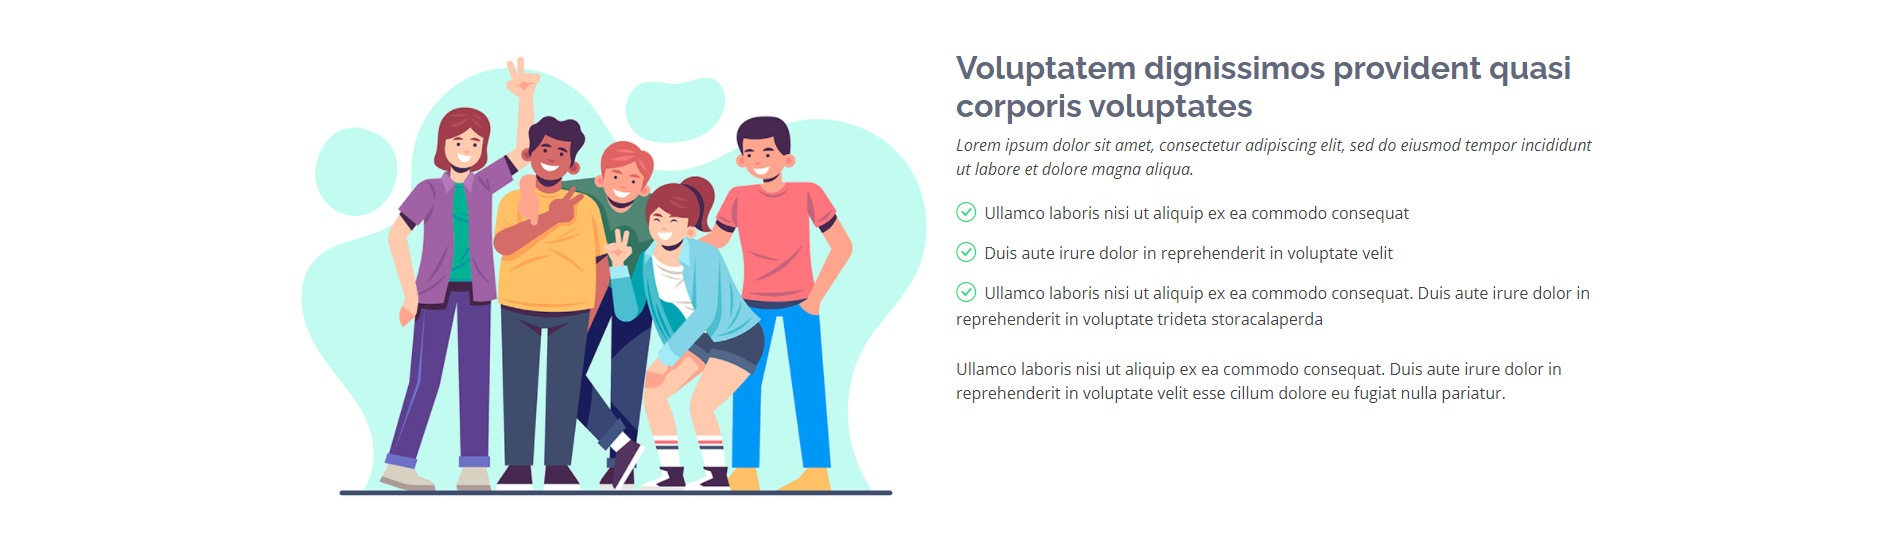 Voluptatem dignissimos provident quasi
corporis voluptates
Lorem ipsum dolor sit amet, consectetur adipiscing elit, sed do eiusmod tempor incididunt
ut labore et dolore magna aliqua.
Ullamco laboris nisi ut aliquip ex ea commodo consequat
Duis aute irure dolor in reprehenderit in voluptate velit
Ullamco laboris nisi ut aliquip ex ea commodo consequat. Duis aute irure dolor in
reprehenderit in voluptate trideta storacalaperda
Ullamco laboris nisi ut aliquip ex ea commodo consequat. Duis aute irure dolor in
reprehenderit in voluptate velit esse cillum dolore eu fugiat nulla pariatur.